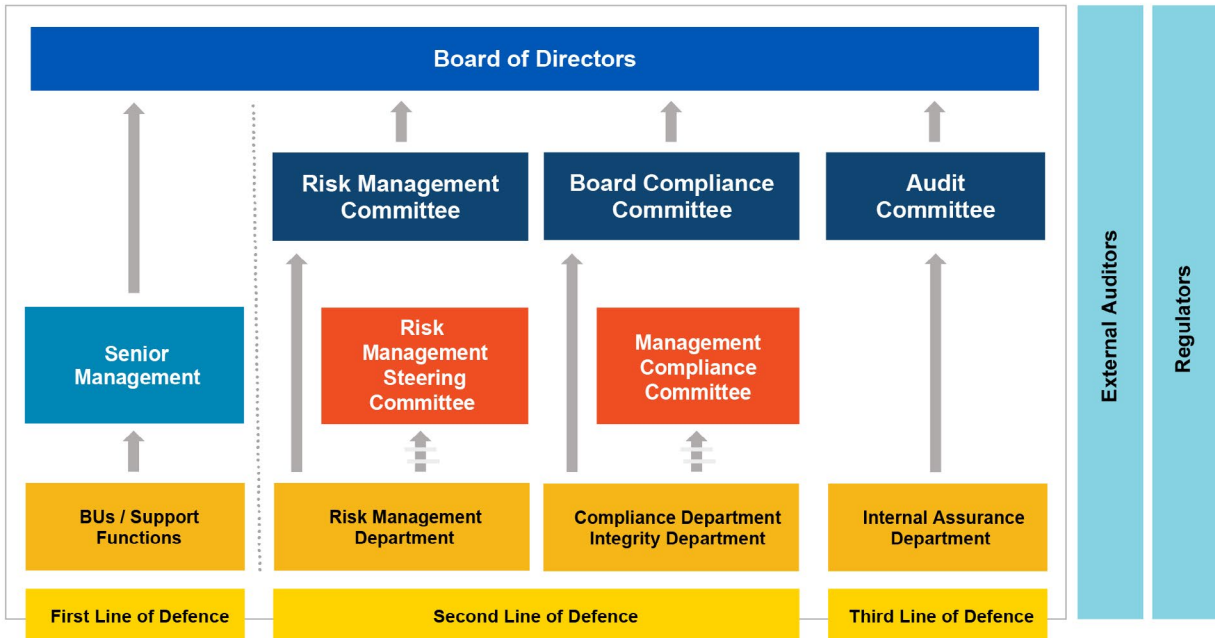 Board of Directors
Risk Management
Committee
Board Compliance
Committee
Audit
Committee
Senior
Management
Risk
Management
Steering
Committee
Management
Compliance
Committee
BUs / Support
Functions
Risk Management
Department
Compliance Department
Integrity Department
Internal Assurance
Department
First Line of Defence
Second Line of Defence
Third Line of Defence
External Auditors
Regulators